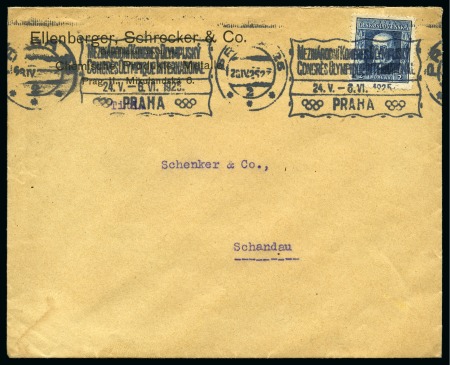 Ellenberger, Schrecker & Co.
MEZINÁRODNÍ KONGRES OLYMPIJSKÝ
CONGRÈS OLYMPIQUE INTERNATIONAL
24. V. – 8. VI. 1925.
PRAHA
ČESKOSLOVENSKO
MEZINÁRODNÍ KONGRES OLYMPIJSKÝ
CONGRÈS OLYMPIQUE INTERNATIONAL
24. V. – 8. VI. 1925.
PRAHA
Schenker & Co.,
Schandau